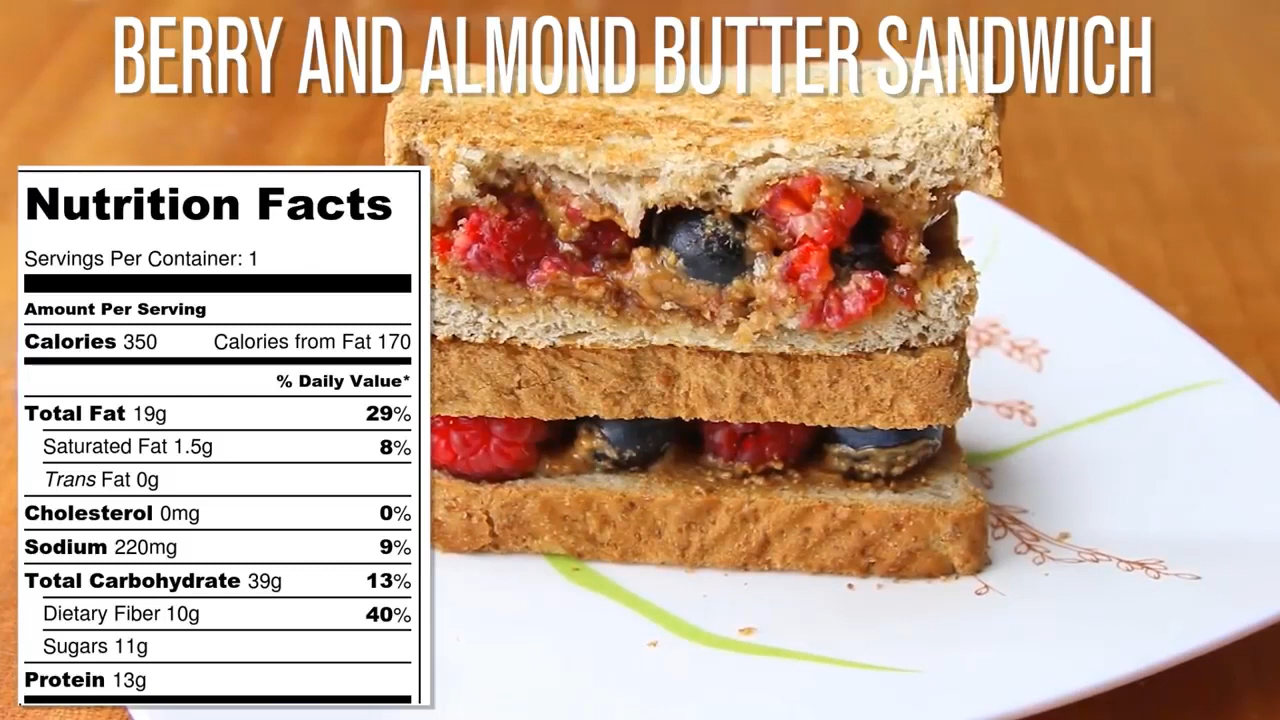 BERRY AND ALMOND BUTTER SANDWICH
Nutrition Facts
Servings Per Container: 1
Amount Per Serving
Calories 350 Calories from Fat 170
% Daily Value*
Total Fat 19g 29%
Saturated Fat 1.5g 8%
Trans Fat 0g
Cholesterol 0mg 0%
Sodium 220mg 9%
Total Carbohydrate 39g 13%
Dietary Fiber 10g 40%
Sugars 11g
Protein 13g